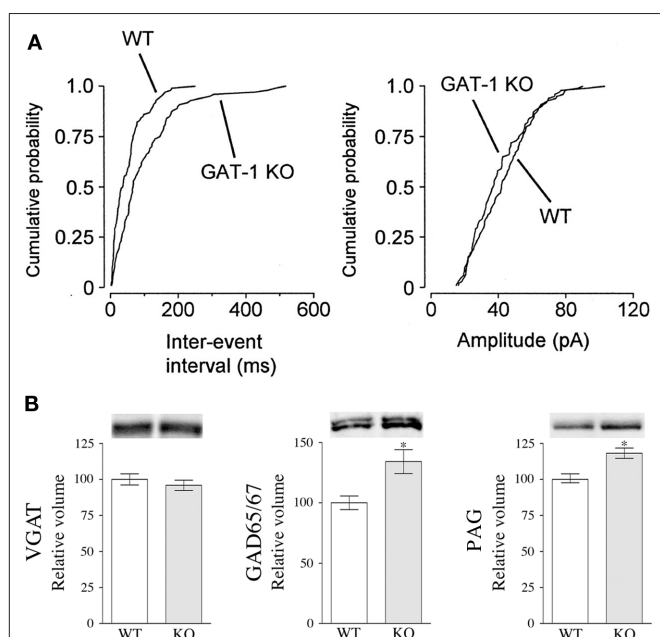 A
WT
GAT-1 KO
1.0
0.75
0.5
0.25
0
Cumulative probability
0 200 400 600
Inter-event
interval (ms)
GAT-1 KO
WT
1.0
0.75
0.5
0.25
0
Cumulative probability
0 40 80 120
Amplitude (pA)
B
VGAT
Relative volume
125
100
75
50
25
0
WT KO
GAD65/67
Relative volume
150
100
50
0
*
WT KO
PAG
Relative volume
125
100
75
50
25
0
*
WT KO